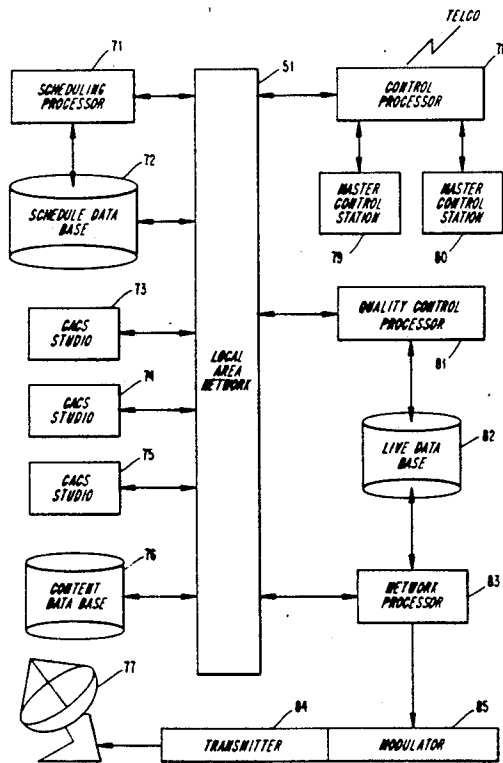 TELCO
71
SCHEDULING
PROCESSOR
51
CONTROL
PROCESSOR
72
SCHEDULE DATA
BASE
MASTER
CONTROL
STATION
79
MASTER
CONTROL
STATION
80
73
CACS
STUDIO
QUALITY CONTROL
PROCESSOR
81
LOCAL
AREA
NETWORK
74
CACS
STUDIO
82
LIVE DATA
BASE
75
CACS
STUDIO
76
CONTENT
DATA BASE
NETWORK
PROCESSOR
83
77
84
85
TRANSMITTER
MODULATOR